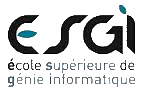 ESGI
école supérieure de
génie informatique